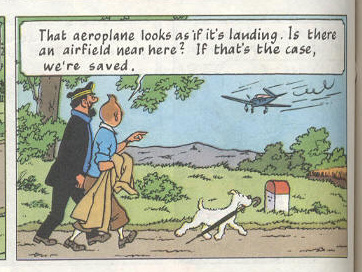 That aeroplane looks as if it's landing. Is there
an airfield near here? If that's the case,
we're saved.